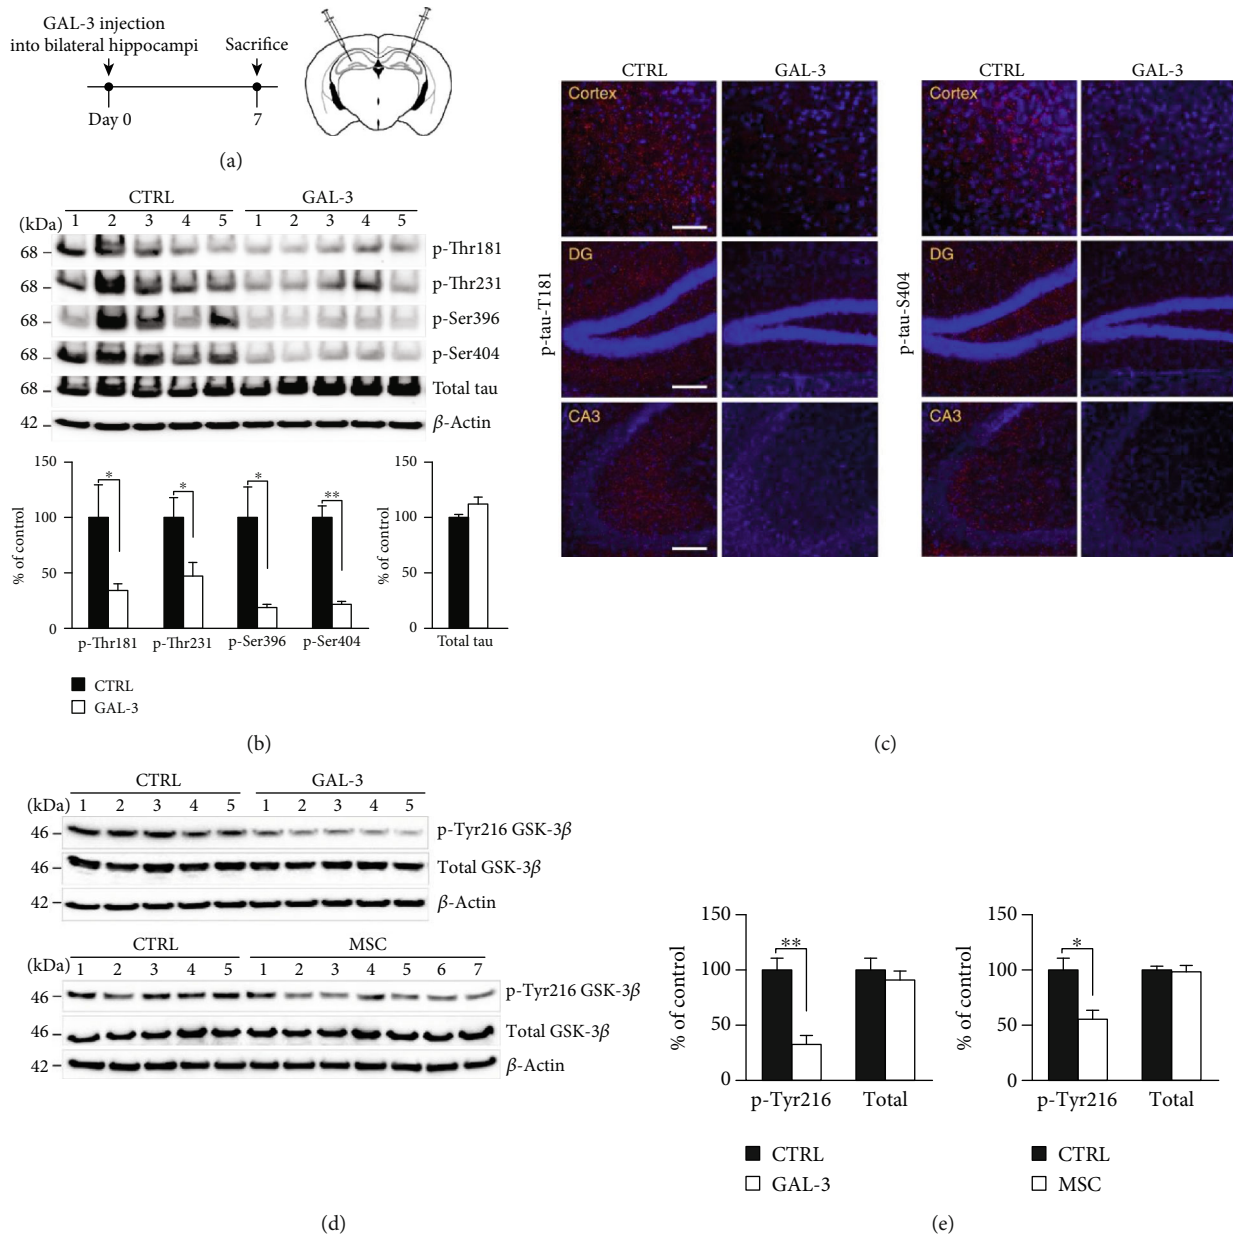 GAL-3 injection
into bilateral hippocampi
Sacrifice
Day 0
7
(a)
CTRL GAL-3
(kDa) 1 2 3 4 5 1 2 3 4 5
68 p-Thr181
68 p-Thr231
68 p-Ser396
68 p-Ser404
68 Total tau
42 β-Actin
150
100
50
0
% of control
* * * **
p-Thr181 p-Thr231 p-Ser396 p-Ser404
CTRL
GAL-3
150
100
50
0
% of control
Total tau
(b)
CTRL GAL-3
p-tau-T181
Cortex
DG
CA3
CTRL GAL-3
p-tau-S404
Cortex
DG
CA3
(c)
CTRL GAL-3
(kDa) 1 2 3 4 5 1 2 3 4 5
46 p-Tyr216 GSK-3β
46 Total GSK-3β
42 β-Actin
CTRL MSC
(kDa) 1 2 3 4 5 1 2 3 4 5 6 7
46 p-Tyr216 GSK-3β
46 Total GSK-3β
42 β-Actin
(d)
150
100
50
0
% of control
**
p-Tyr216 Total
CTRL
GAL-3
150
100
50
0
% of control
*
p-Tyr216 Total
CTRL
MSC
(e)